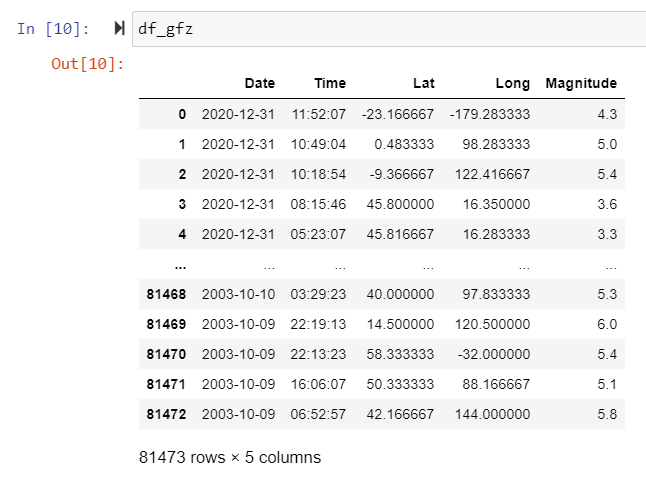 In [10]: df_gfz
Out[10]:
Date Time Lat Long Magnitude
0 2020-12-31 11:52:07 -23.166667 -179.283333 4.3
1 2020-12-31 10:49:04 0.483333 98.283333 5.0
2 2020-12-31 10:18:54 -9.366667 122.416667 5.4
3 2020-12-31 08:15:46 45.800000 16.350000 3.6
4 2020-12-31 05:23:07 45.816667 16.283333 3.3
... ... ... ... ... ...
81468 2003-10-10 03:29:23 40.000000 97.833333 5.3
81469 2003-10-09 22:19:13 14.500000 120.500000 6.0
81470 2003-10-09 22:13:23 58.333333 -32.000000 5.4
81471 2003-10-09 16:06:07 50.333333 88.166667 5.1
81472 2003-10-09 06:52:57 42.166667 144.000000 5.8
81473 rows × 5 columns